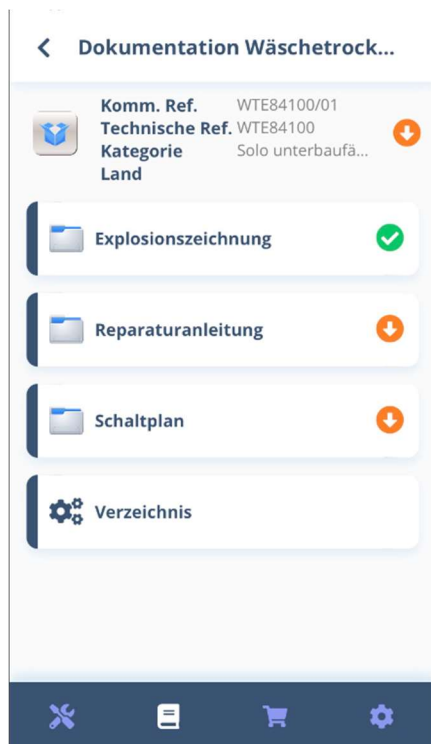 Dokumentation Wäschetrock...
Komm. Ref. WTE84100/01
Technische Ref. WTE84100
Kategorie Solo unterbaufä...
Land
Explosionszeichnung
Reparaturanleitung
Schaltplan
Verzeichnis